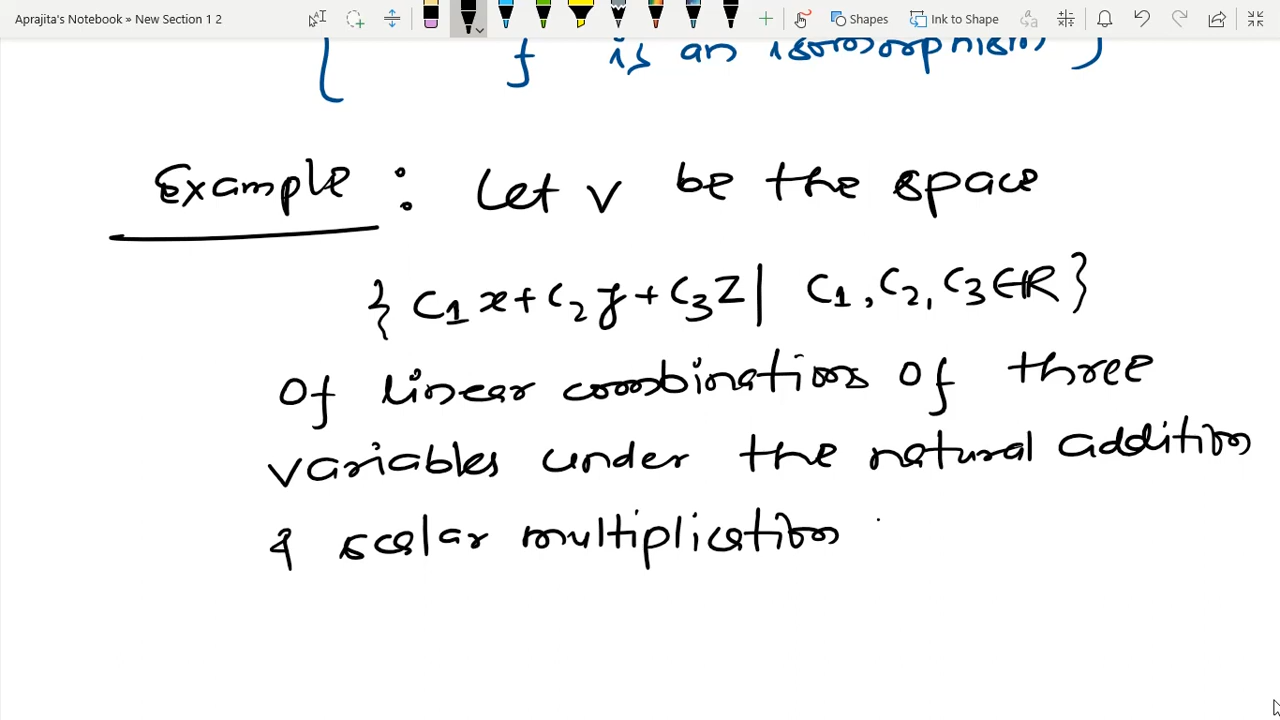 Aprajita's Notebook » New Section 1 2
Shapes
Ink to Shape
f is an isomorphism
Example : Let V be the space
{ C1x + C2y + C3Z | C1, C2, C3 ∈ R }
Of linear combinations Of three
variables under the natural addition
& scalar multiplication